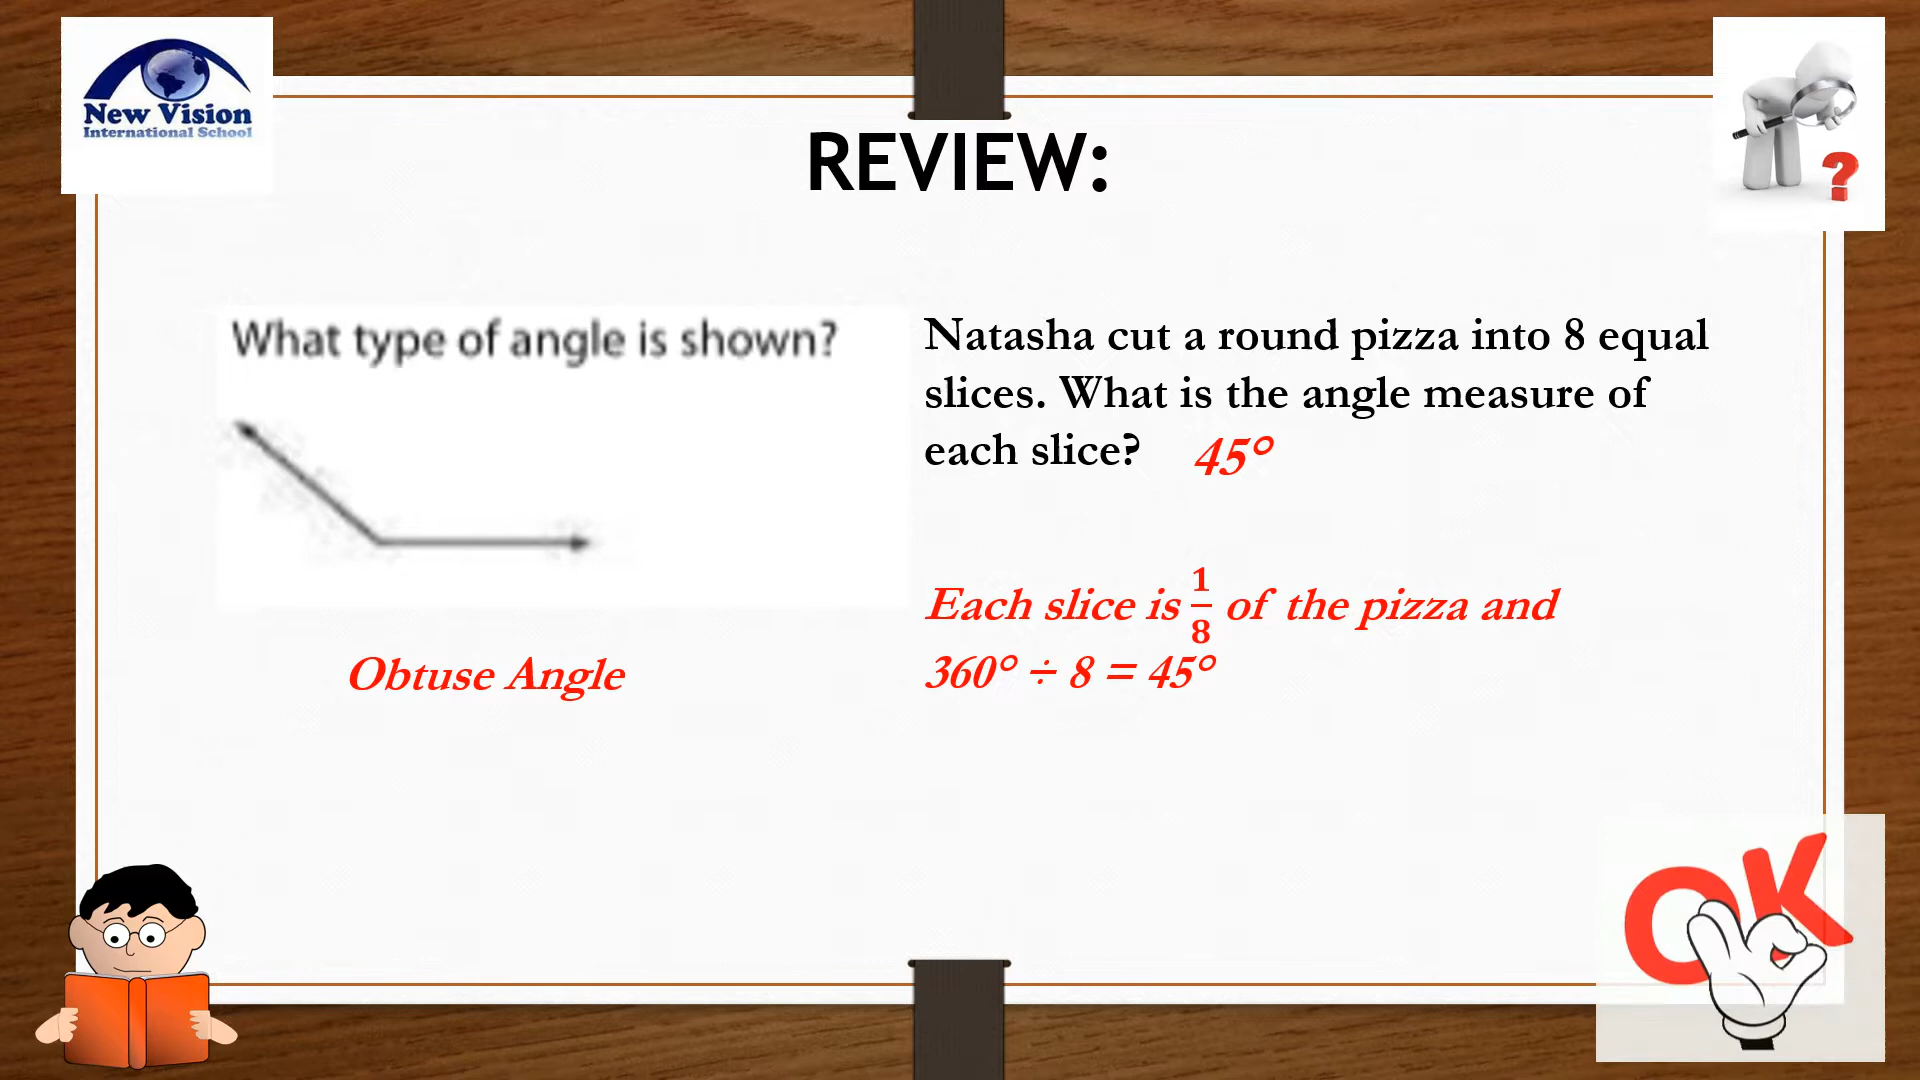 New Vision
International School
REVIEW:
What type of angle is shown?
Obtuse Angle
Natasha cut a round pizza into 8 equal
slices. What is the angle measure of
each slice? 45°
Each slice is 1/8 of the pizza and
360° ÷ 8 = 45°
?
OK